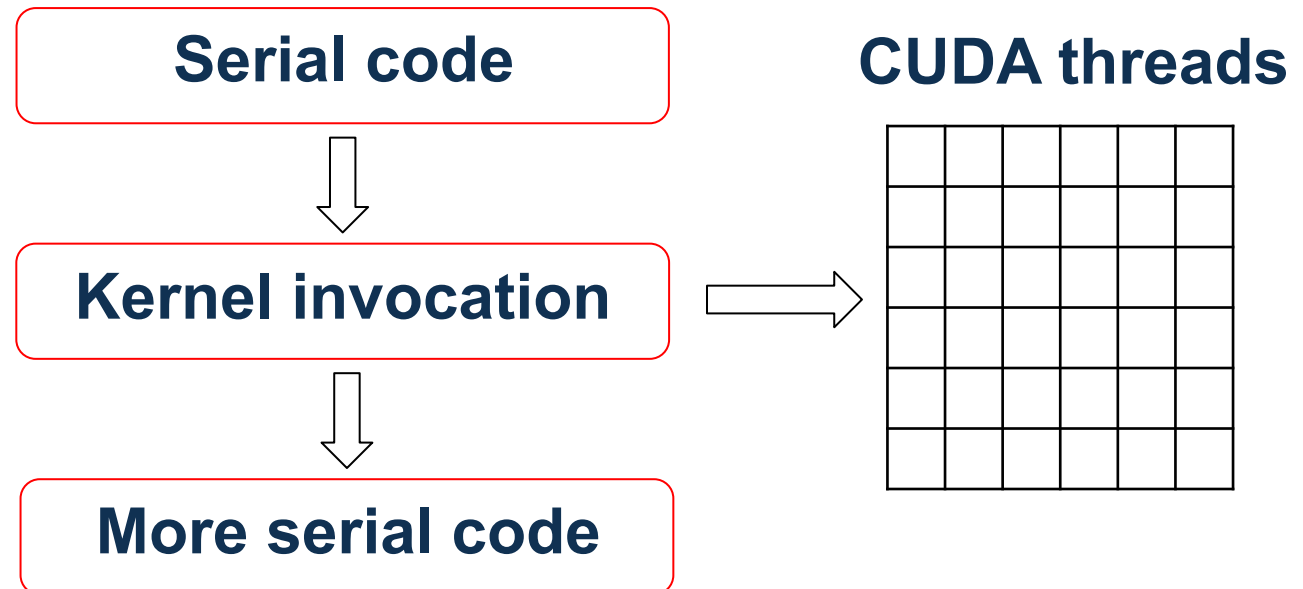 Serial code
CUDA threads
Kernel invocation
More serial code